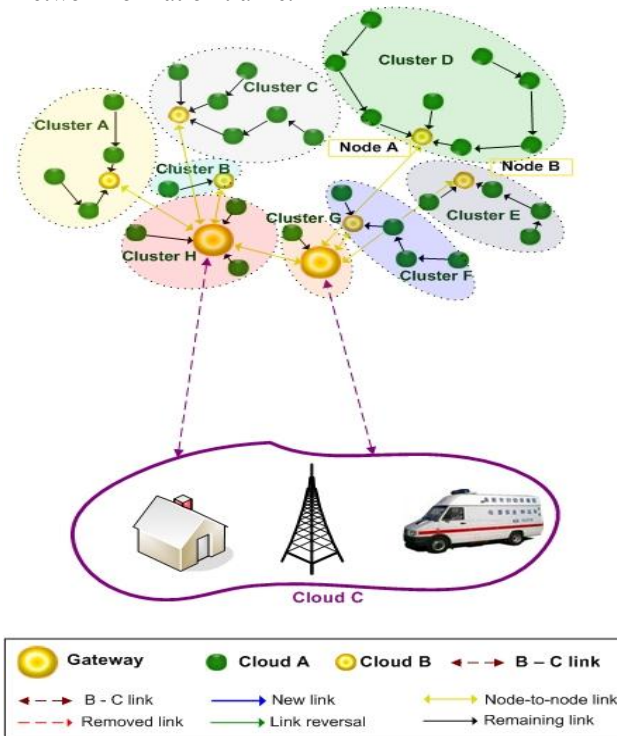 Cluster D
Cluster C
Cluster A
Node A
Node B
Cluster B
Cluster G
Cluster E
Cluster H
Cluster F
Cloud C
Gateway
Cloud A
Cloud B
B – C link
B - C link
New link
Node-to-node link
Removed link
Link reversal
Remaining link